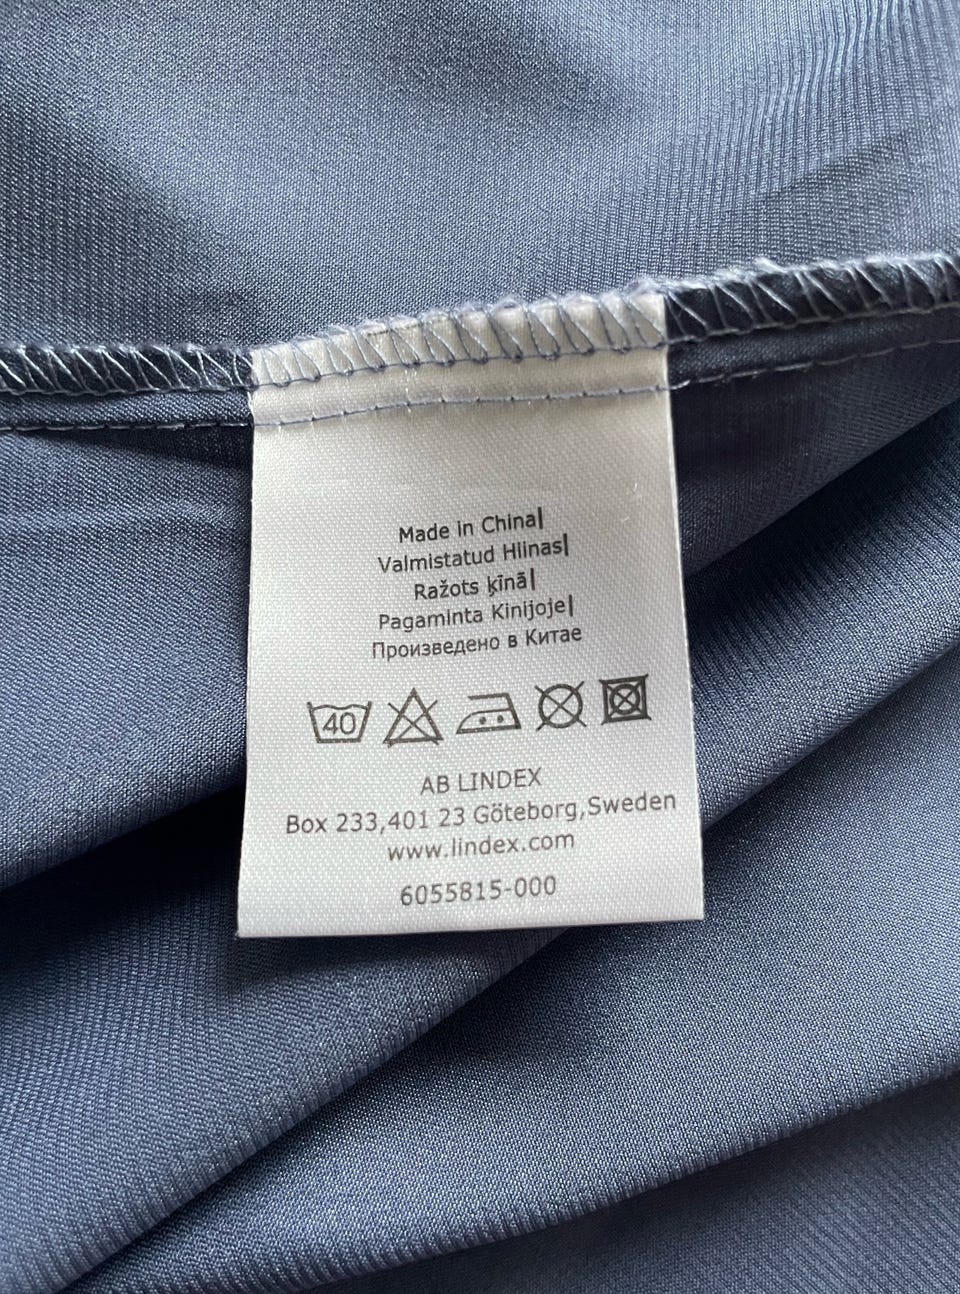 Made in China|
Valmistatud Hiinas|
Ražots ķīnā|
Pagaminta Kinijoje|
Произведено в Китае
40
AB LINDEX
Box 233,401 23 Göteborg,Sweden
www.lindex.com
6055815-000